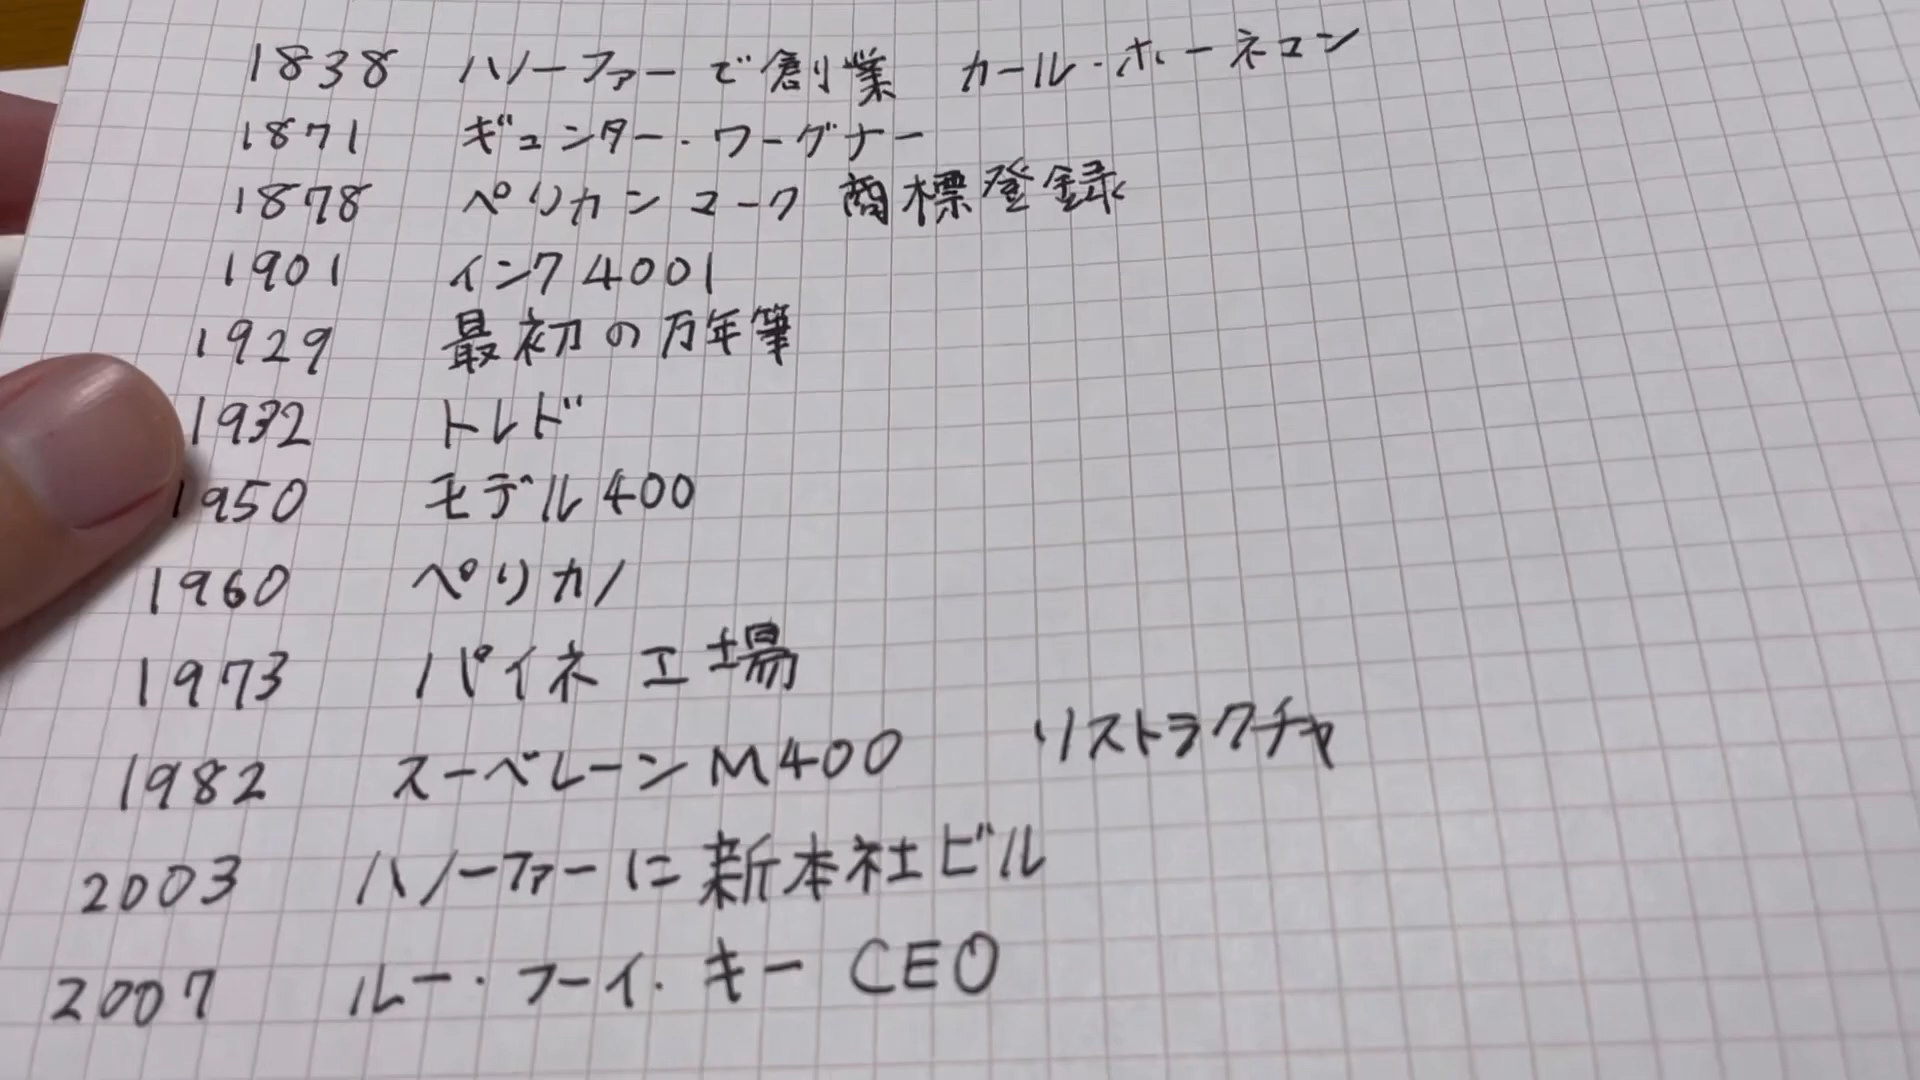 1838 ハノーファーで創業 カール・ホーネコン
1871 ギュンター・ワーグナー
1878 ペリカンマーク 商標登録
1901 インク4001
1929 最初の万年筆
1932 トレド
1950 モデル400
1960 ペリカノ
1973 パイネ工場
1982 スーベレーンM400 リストラクチャ
2003 ハノーファーに新本社ビル
2007 ルー・フーイ・キー CEO